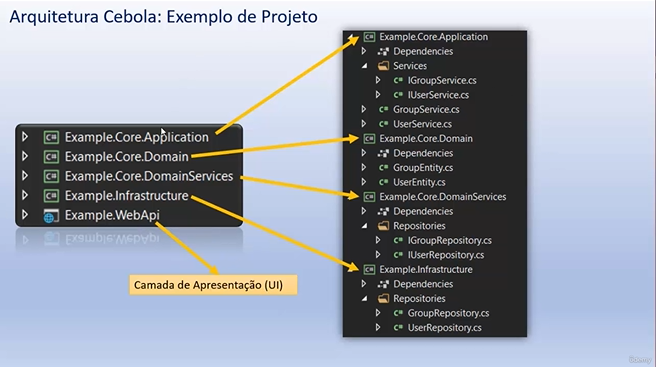 Arquitetura Cebola: Exemplo de Projeto
Example.Core.Application
Example.Core.Domain
Example.Core.DomainServices
Example.Infrastructure
Example.WebApi
Camada de Apresentação (UI)
Example.Core.Application
Dependencies
Services
IGroupService.cs
IUserService.cs
GroupService.cs
UserService.cs
Example.Core.Domain
Dependencies
GroupEntity.cs
UserEntity.cs
Example.Core.DomainServices
Dependencies
Repositories
IGroupRepository.cs
IUserRepository.cs
Example.Infrastructure
Dependencies
Repositories
GroupRepository.cs
UserRepository.cs